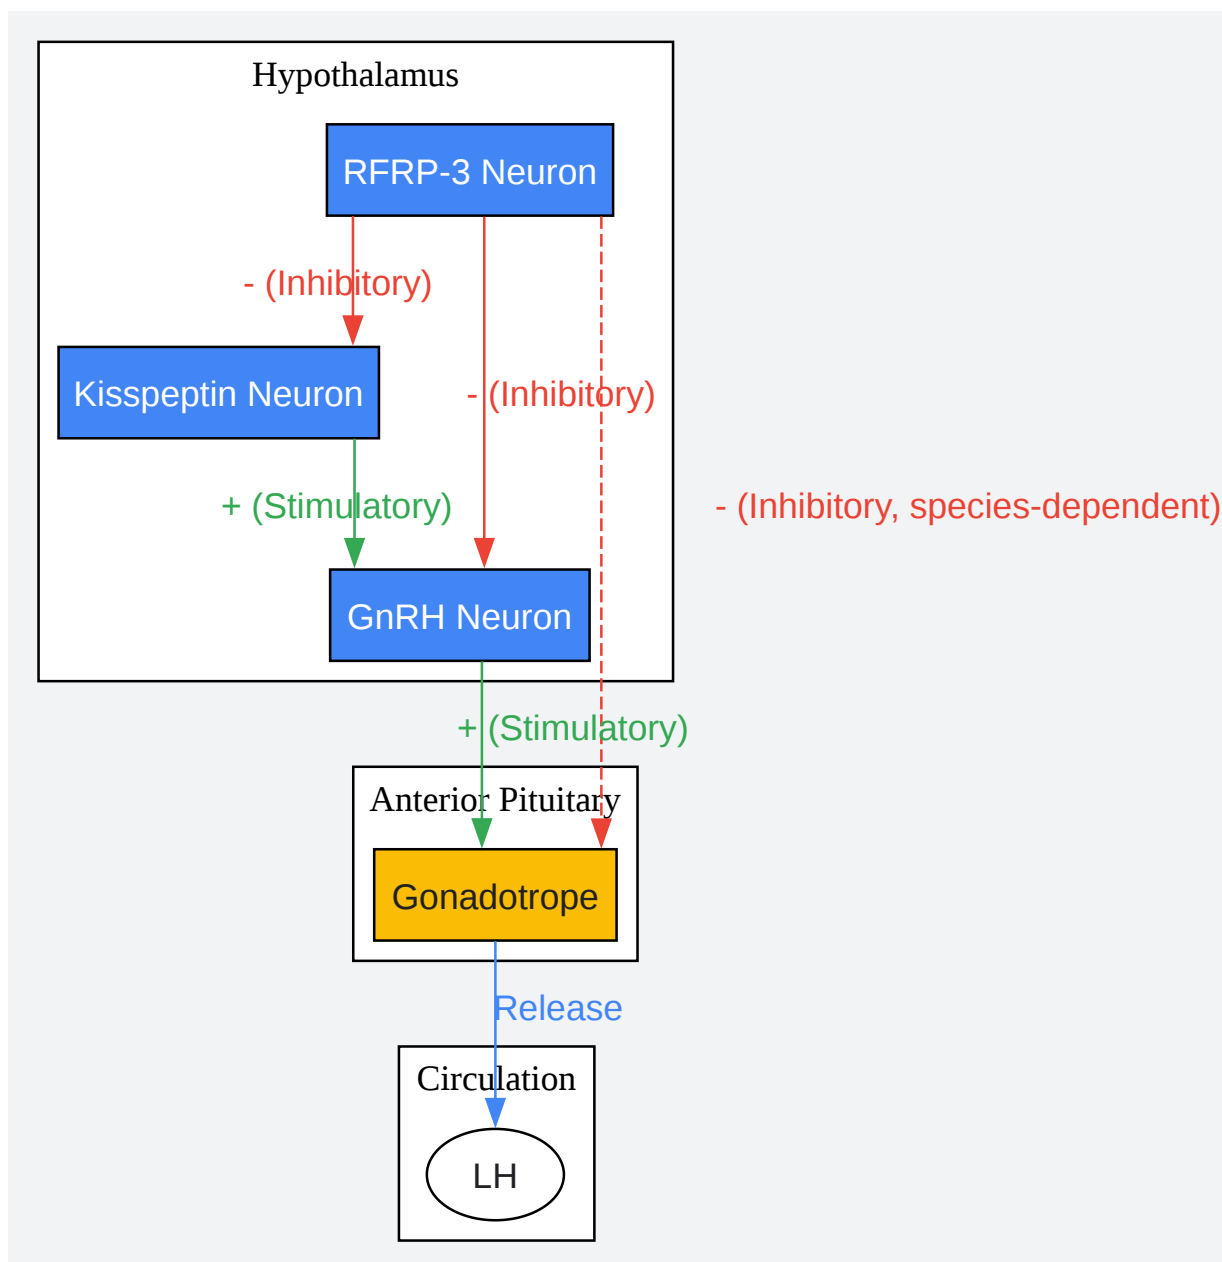 Hypothalamus
RFRP-3 Neuron
- (Inhibitory)
Kisspeptin Neuron
- (Inhibitory)
+ (Stimulatory)
- (Inhibitory, species-dependent)
GnRH Neuron
+ (Stimulatory)
Anterior Pituitary
Gonadotrope
Release
Circulation
LH